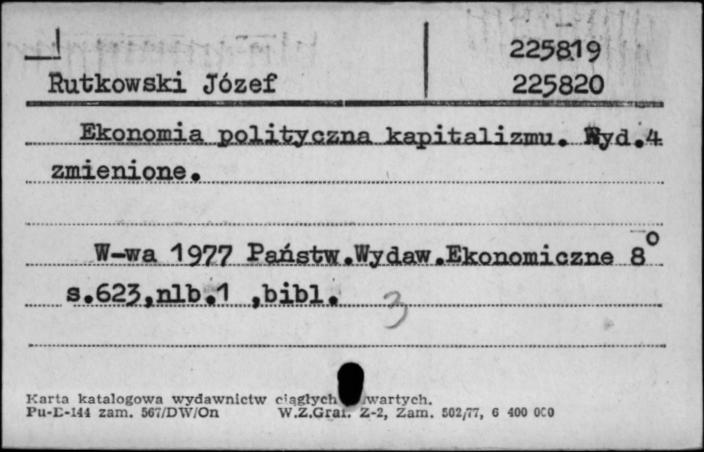 225819
Rutkowski Józef 225820
Ekonomia polityczna kapitalizmu. Wyd.4
zmienione.
W-wa 1977 Państw.Wydaw.Ekonomiczne 8°
s.623,nlb.1 ,bibl.
3
Karta katalogowa wydawnictw ciągłych wartych.
Pu-E-144 zam. 567/DW/On W.Z.Graf. Z-2, Zam. 502/77, 6 400 000